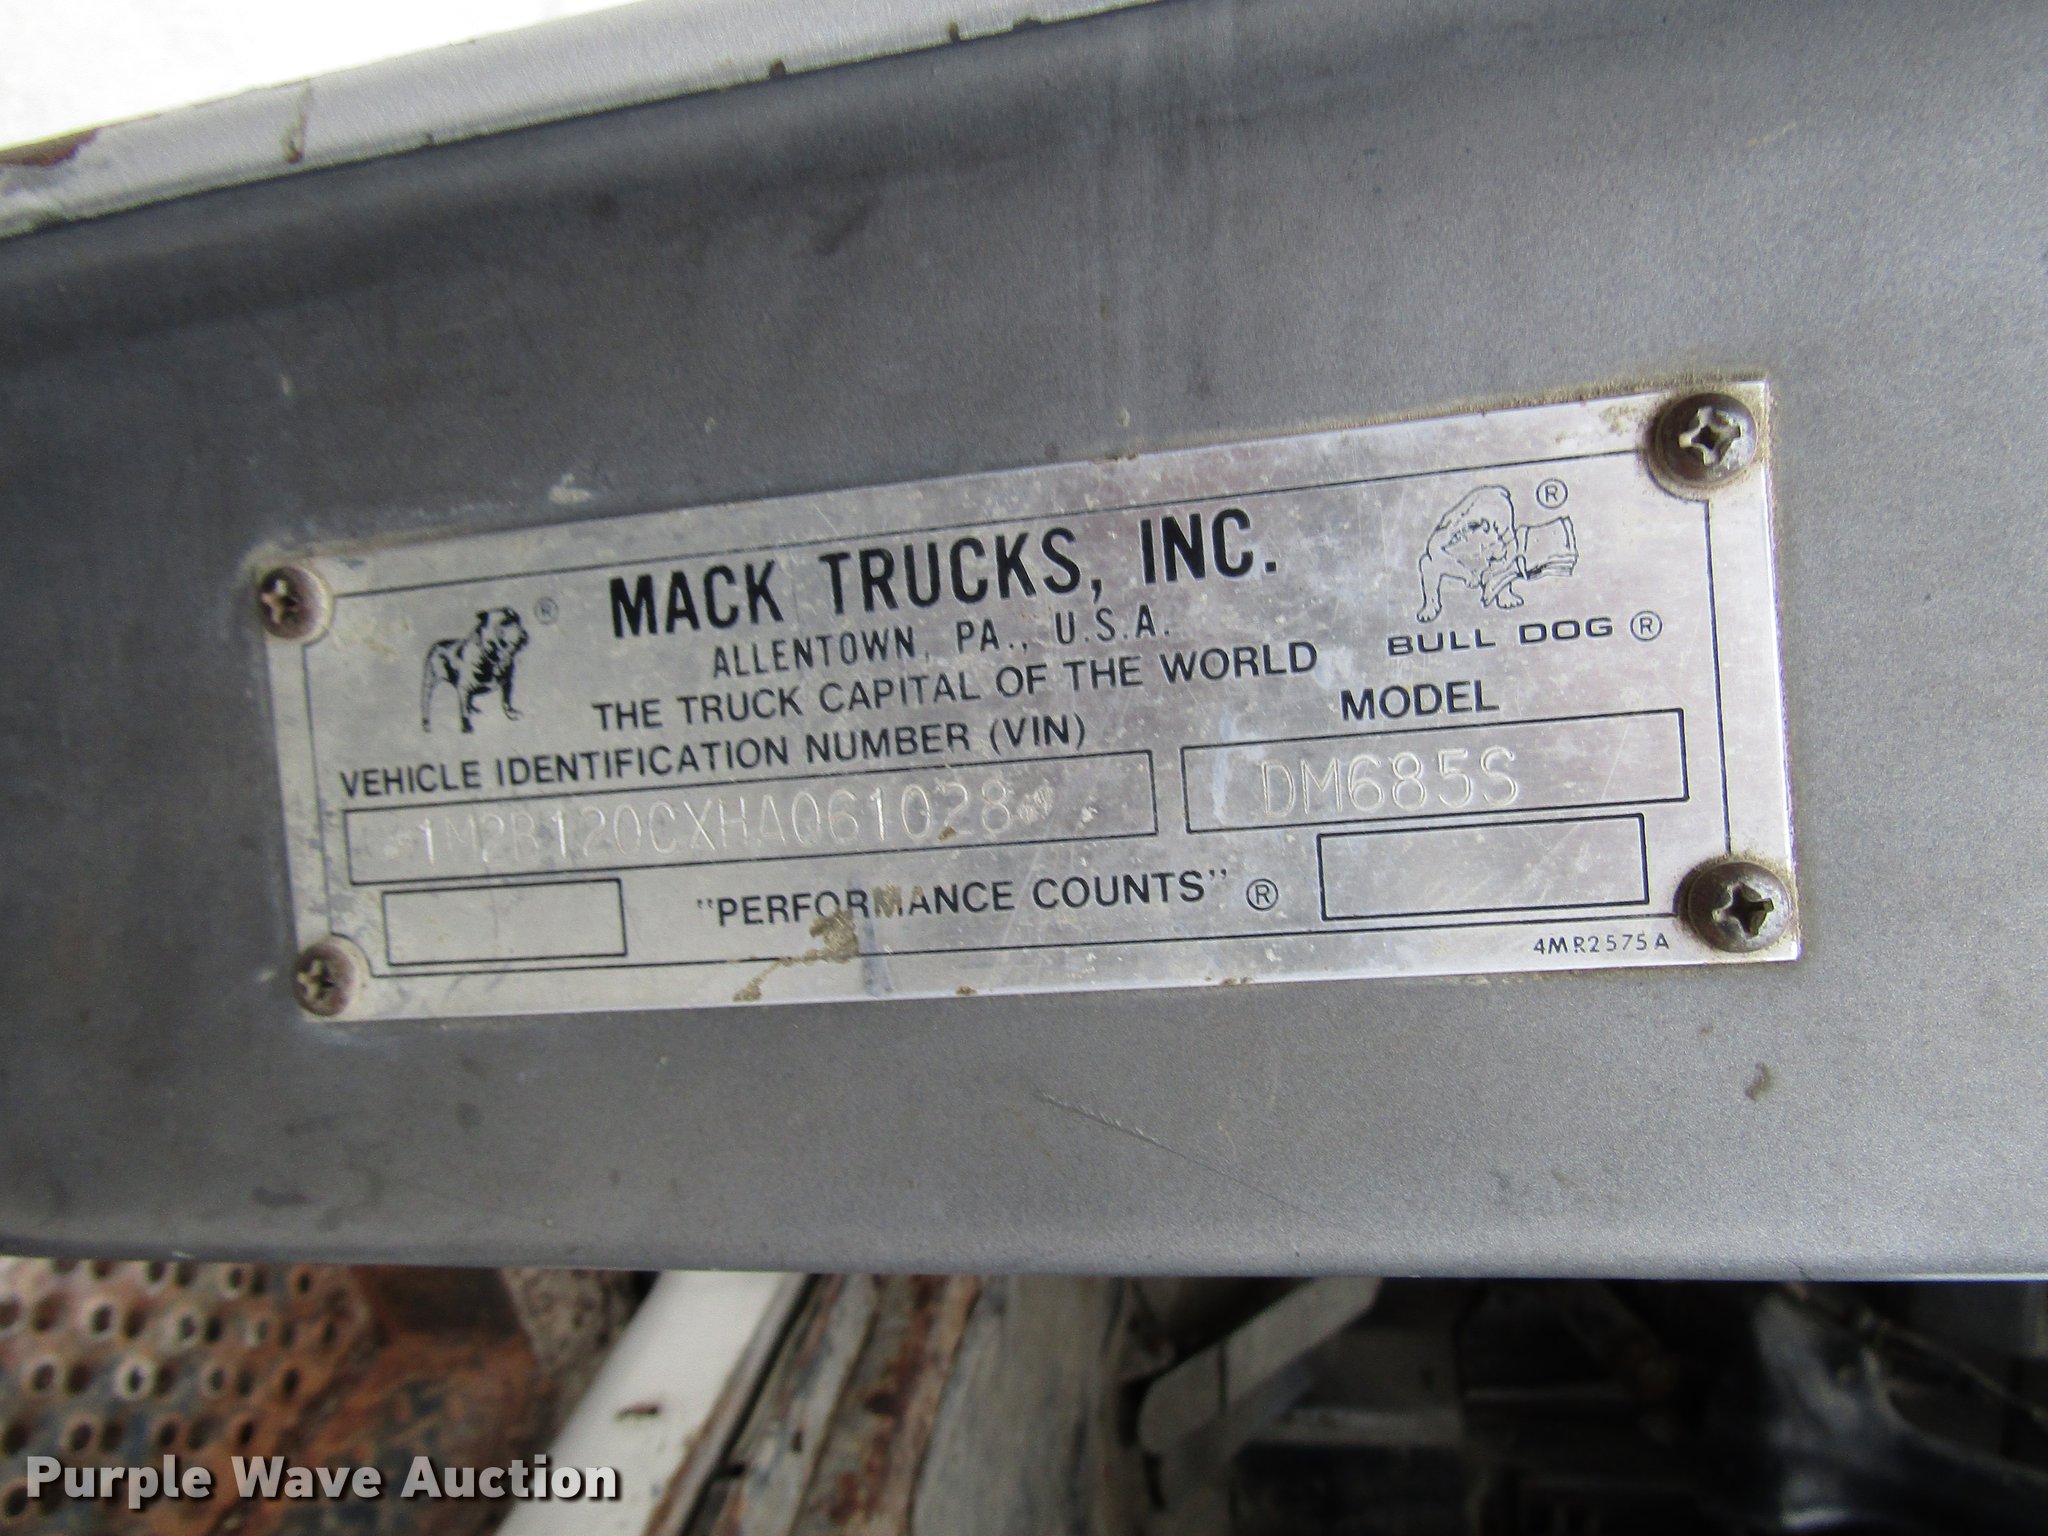 MACK TRUCKS, INC.
ALLENTOWN, PA., U.S.A.
THE TRUCK CAPITAL OF THE WORLD
®
®
BULL DOG ®
VEHICLE IDENTIFICATION NUMBER (VIN)
MODEL
*1M2B120CXHA061028*
DM685S
"PERFORMANCE COUNTS" ®
4MR2575A
Purple Wave Auction